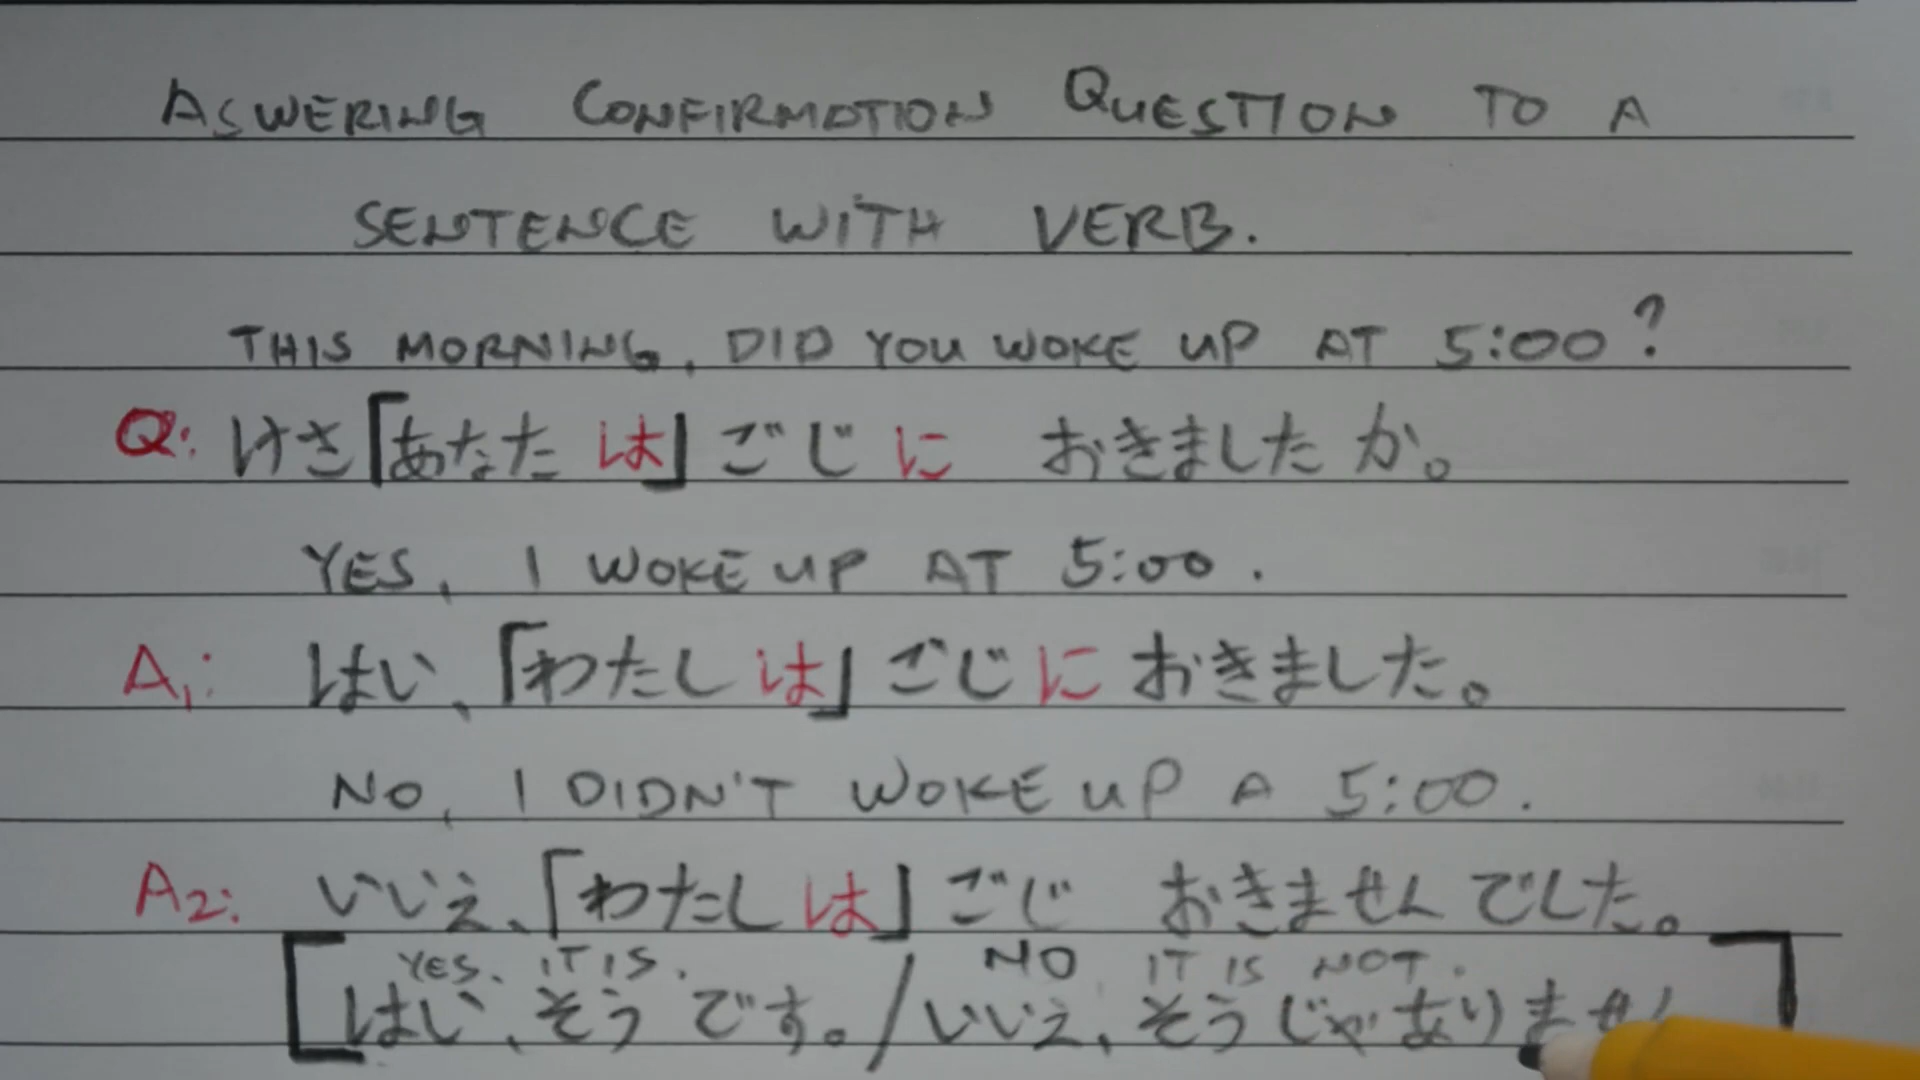 ASWERING CONFIRMATION QUESTION TO A
SENTENCE WITH VERB.
THIS MORNING, DID YOU WOKE UP AT 5:00?
Q: けさ「あなたは」ごじに おきましたか。
YES, I WOKE UP AT 5:00.
A1: はい、「わたしは」ごじにおきました。
NO, I DIDN'T WOKE UP A 5:00.
A2: いいえ、「わたしは」ごじ おきませんでした。
YES. IT IS. NO IT IS NOT.
[はい、そうです。/いいえ、そうじゃありませ]